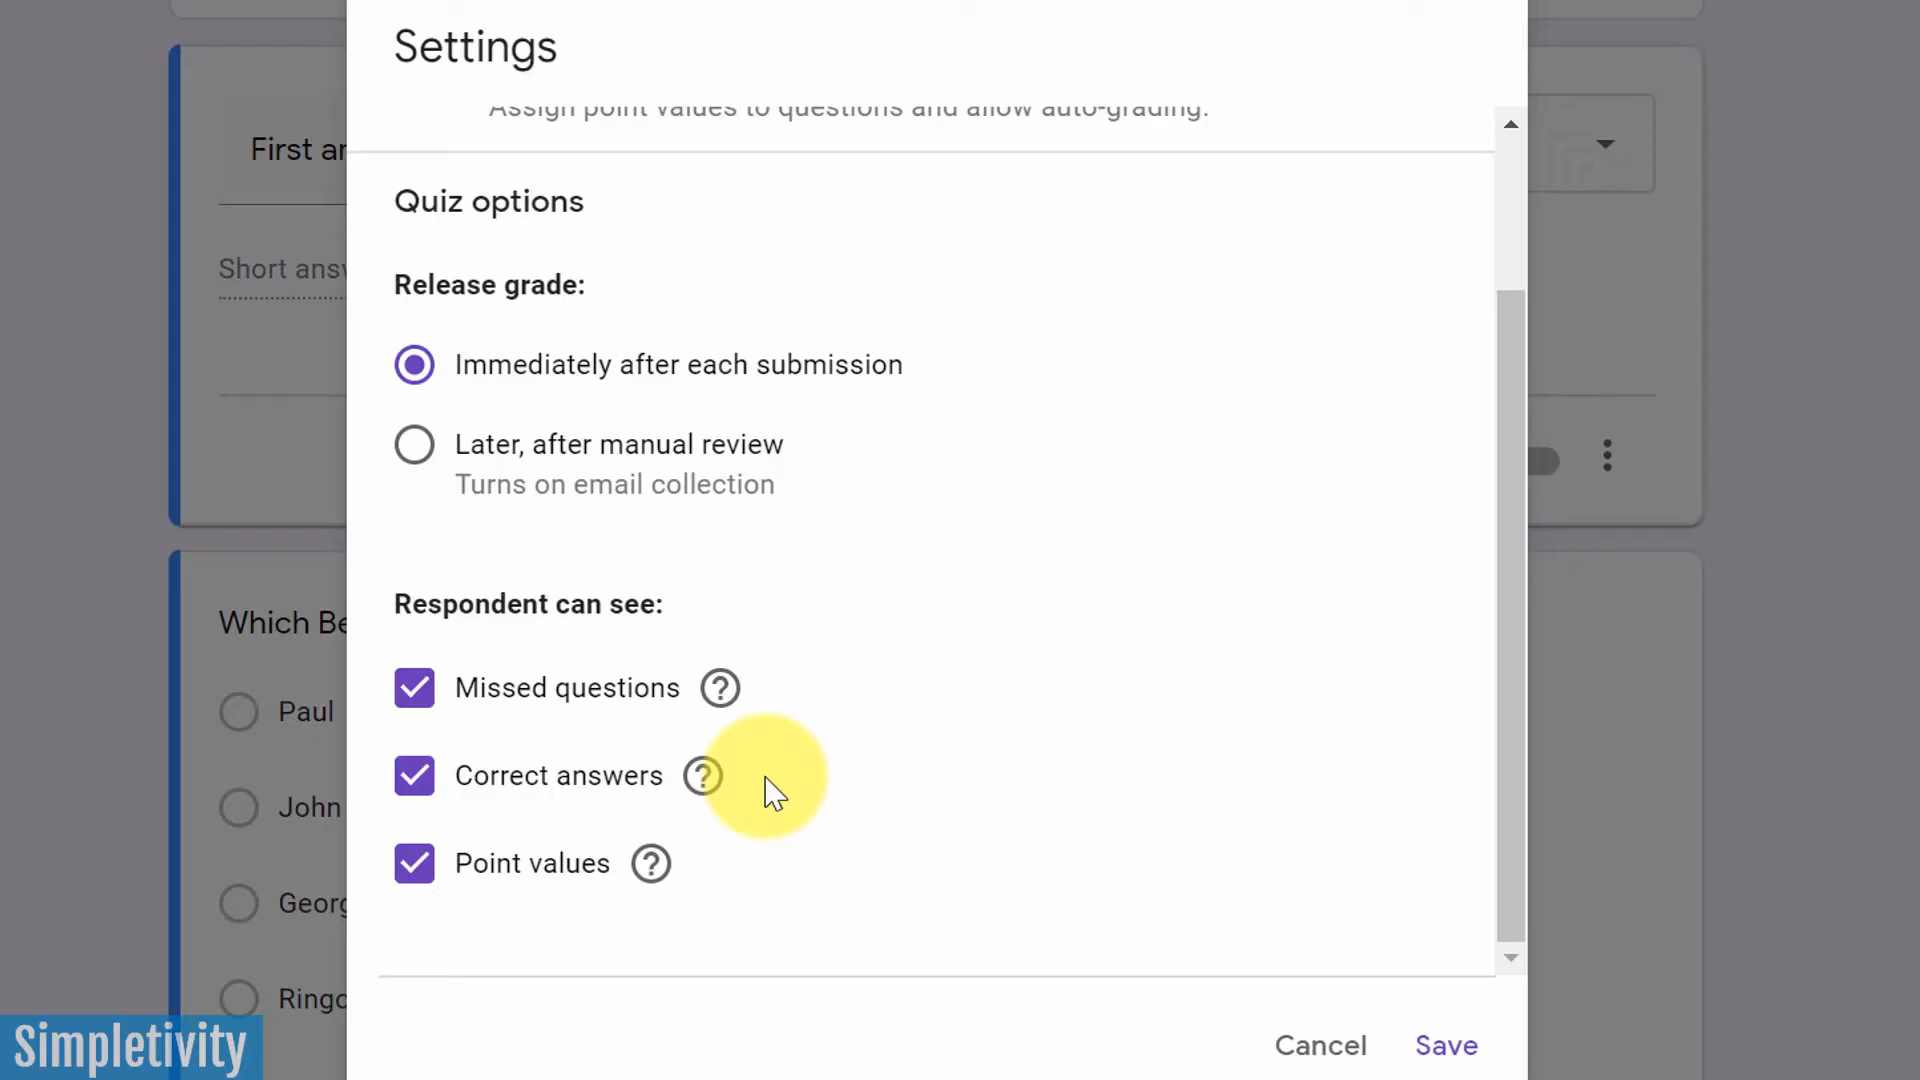 Settings
Assign point values to questions and allow auto-grading.
First an
Quiz options
Short answ
Release grade:
Immediately after each submission
Later, after manual review
Turns on email collection
Respondent can see:
Which Be
Missed questions
Paul
Correct answers
John
Point values
Georg
Ringo
Simpletivity
Cancel
Save